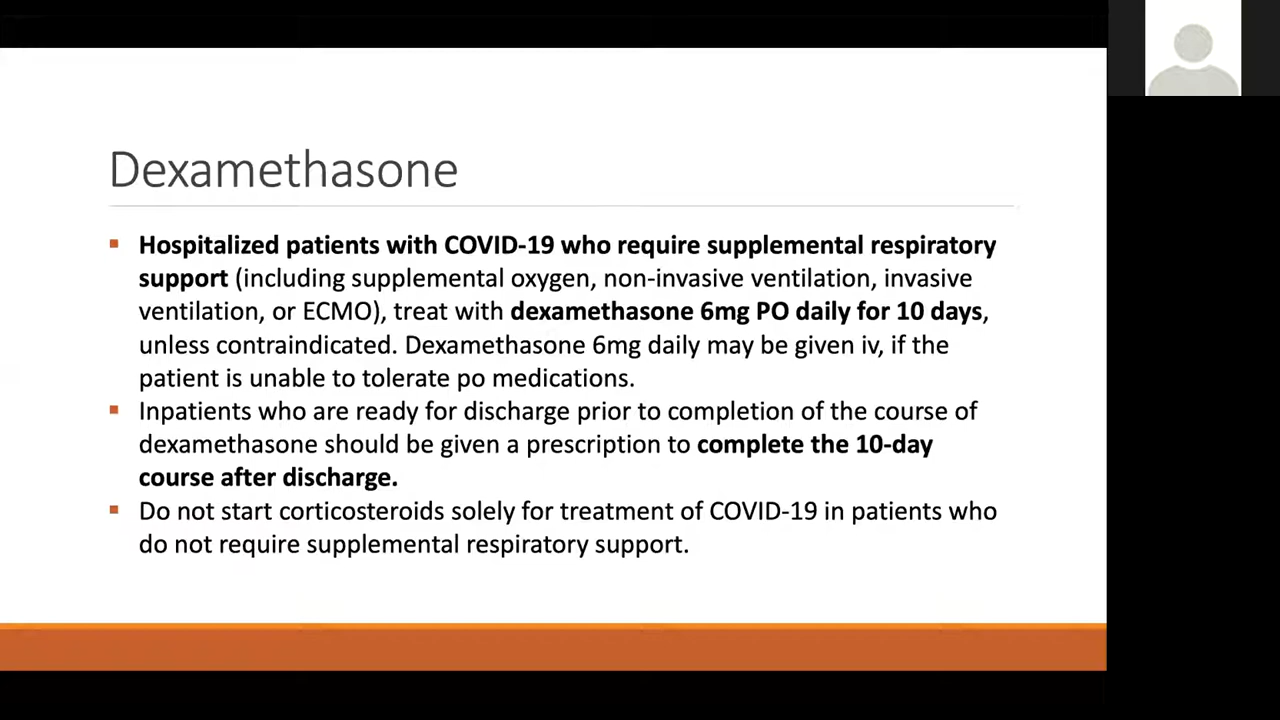 Dexamethasone
Hospitalized patients with COVID-19 who require supplemental respiratory
support (including supplemental oxygen, non-invasive ventilation, invasive
ventilation, or ECMO), treat with dexamethasone 6mg PO daily for 10 days,
unless contraindicated. Dexamethasone 6mg daily may be given iv, if the
patient is unable to tolerate po medications.
Inpatients who are ready for discharge prior to completion of the course of
dexamethasone should be given a prescription to complete the 10-day
course after discharge.
Do not start corticosteroids solely for treatment of COVID-19 in patients who
do not require supplemental respiratory support.